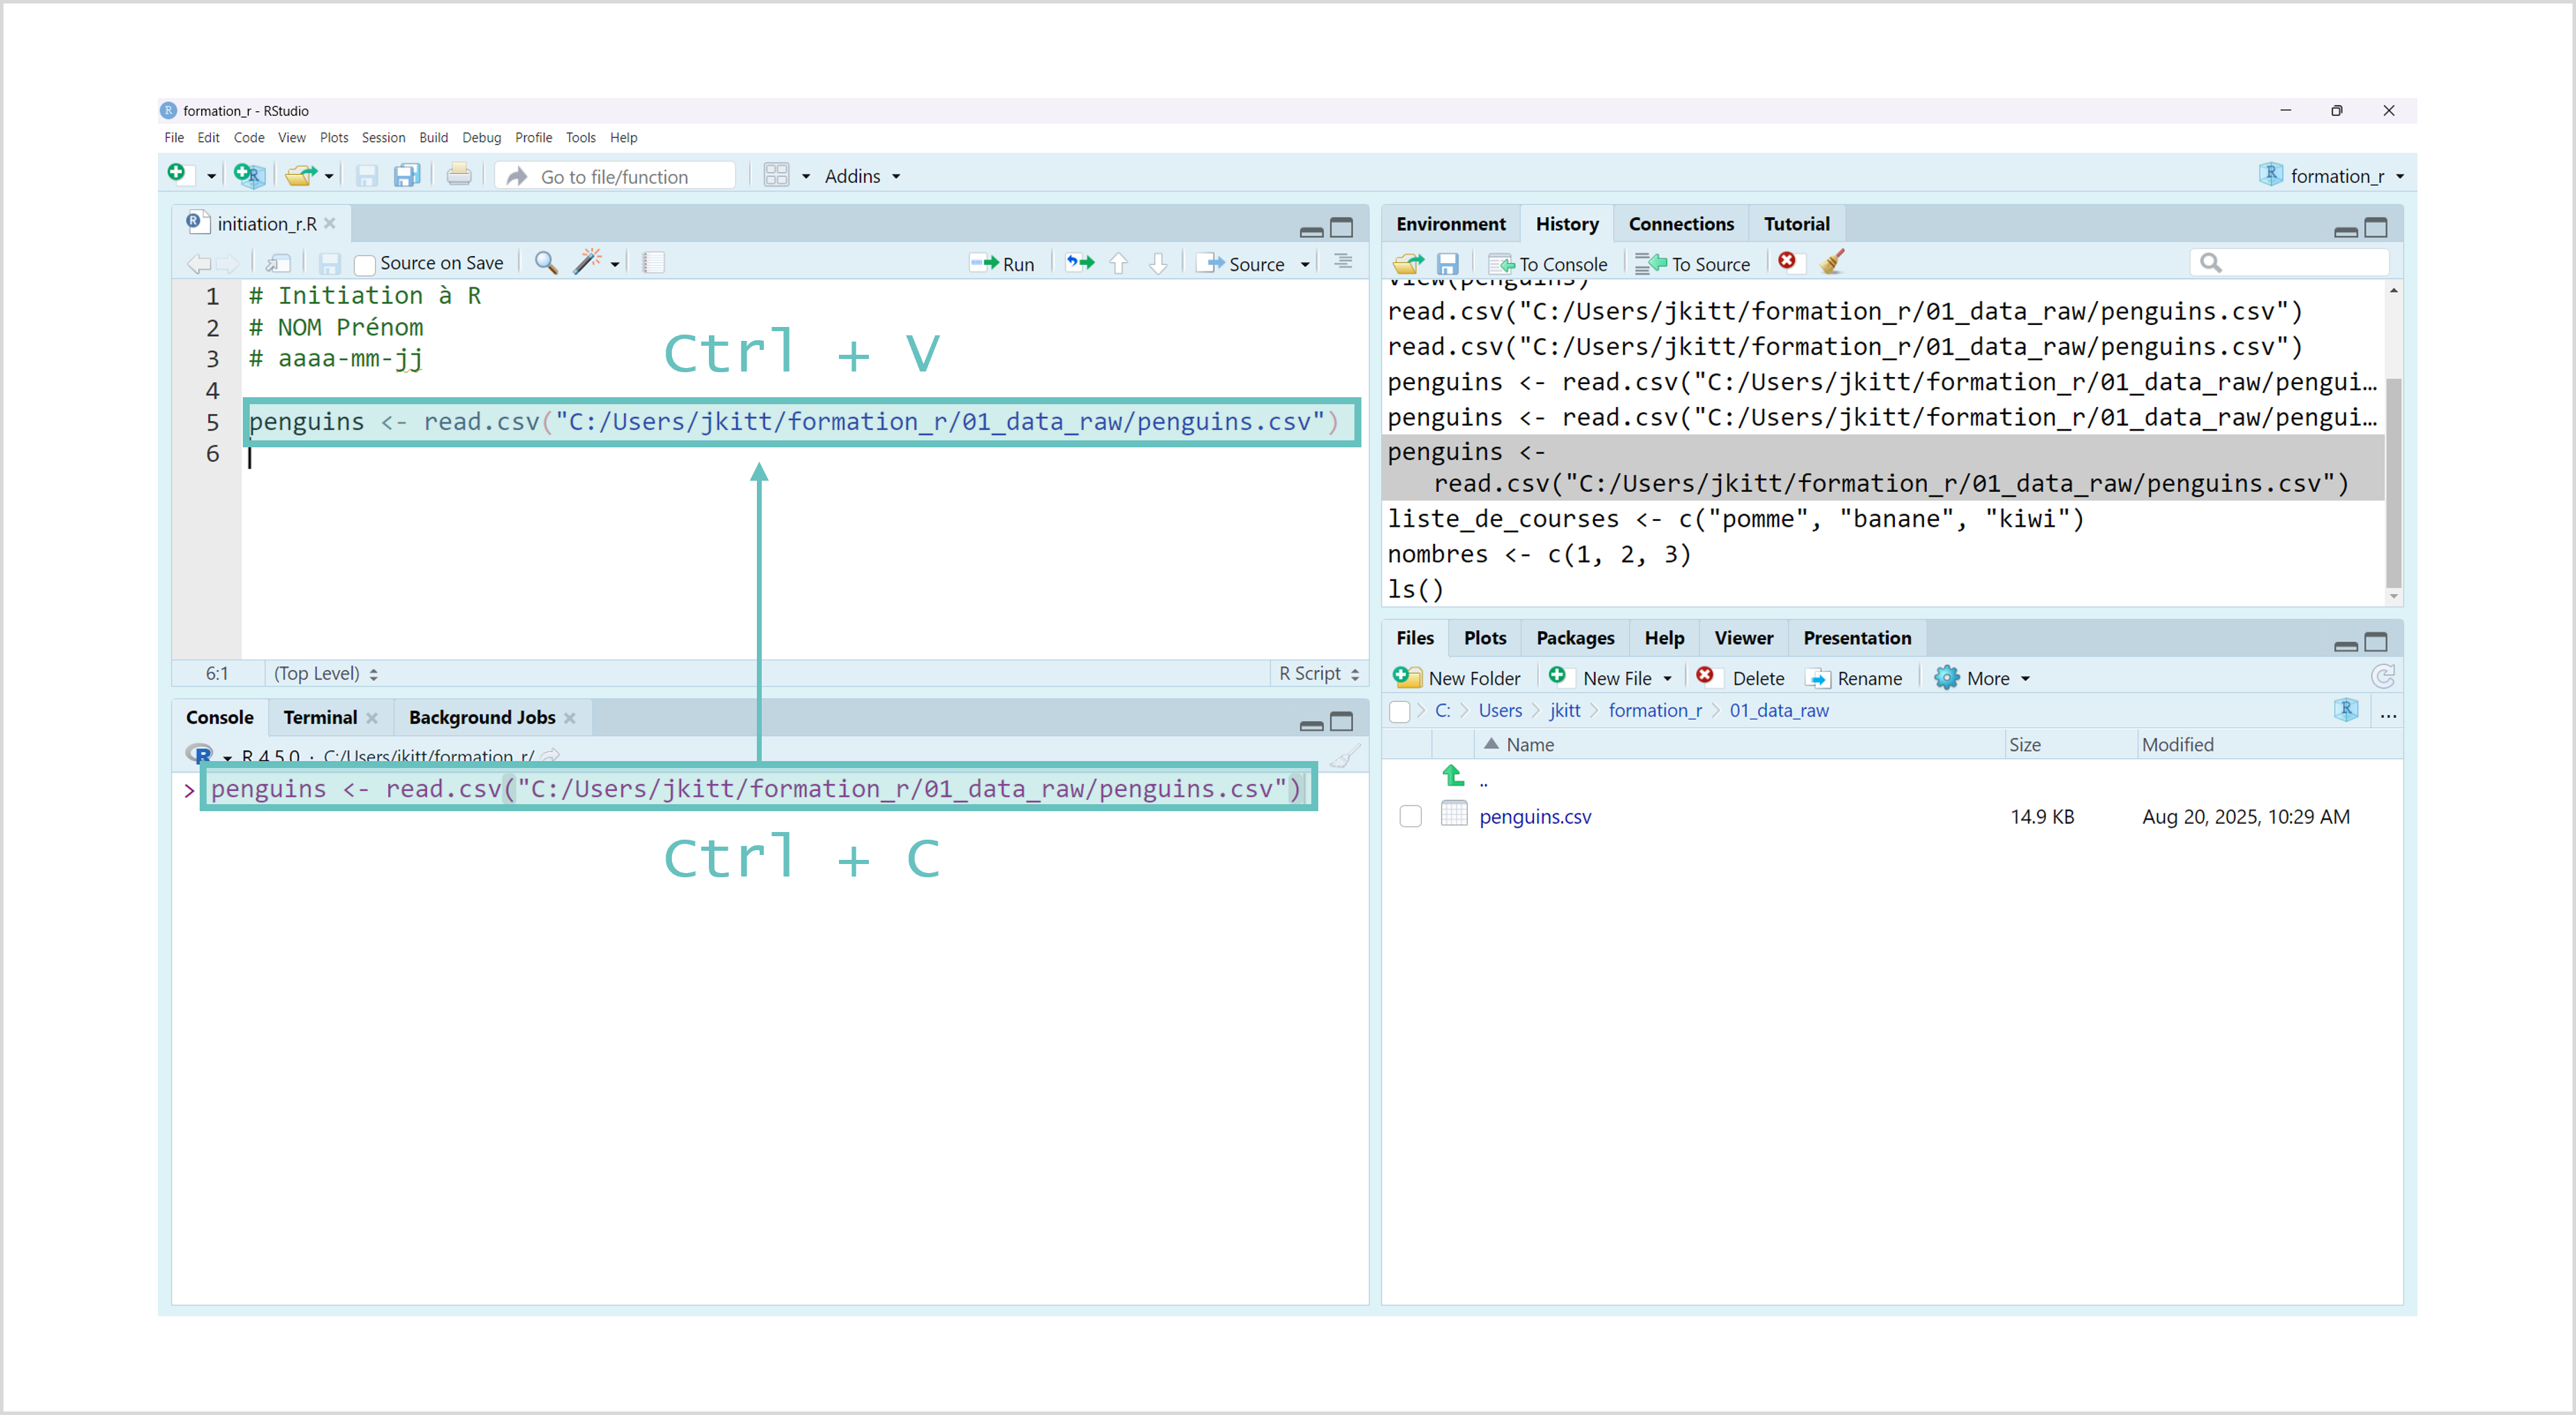 formation_r - RStudio
File Edit Code View Plots Session Build Debug Profile Tools Help
Go to file/function Addins formation_r
initiation_r.R
Source on Save Run Source
1 # Initiation à R
2 # NOM Prénom
3 # aaaa-mm-jj
4
5 penguins <- read.csv("C:/Users/jkitt/formation_r/01_data_raw/penguins.csv")
6
Ctrl + V
6:1 (Top Level) R Script
Console Terminal Background Jobs
R 4.5.0 · C:/Users/jkitt/formation_r/
> penguins <- read.csv("C:/Users/jkitt/formation_r/01_data_raw/penguins.csv")
Ctrl + C
Environment History Connections Tutorial
To Console To Source
View(penguins)
read.csv("C:/Users/jkitt/formation_r/01_data_raw/penguins.csv")
read.csv("C:/Users/jkitt/formation_r/01_data_raw/penguins.csv")
penguins <- read.csv("C:/Users/jkitt/formation_r/01_data_raw/pengui…
penguins <- read.csv("C:/Users/jkitt/formation_r/01_data_raw/pengui…
penguins <-
read.csv("C:/Users/jkitt/formation_r/01_data_raw/penguins.csv")
liste_de_courses <- c("pomme", "banane", "kiwi")
nombres <- c(1, 2, 3)
ls()
Files Plots Packages Help Viewer Presentation
New Folder New File Delete Rename More
C: Users jkitt formation_r 01_data_raw ...
Name Size Modified
..
penguins.csv 14.9 KB Aug 20, 2025, 10:29 AM